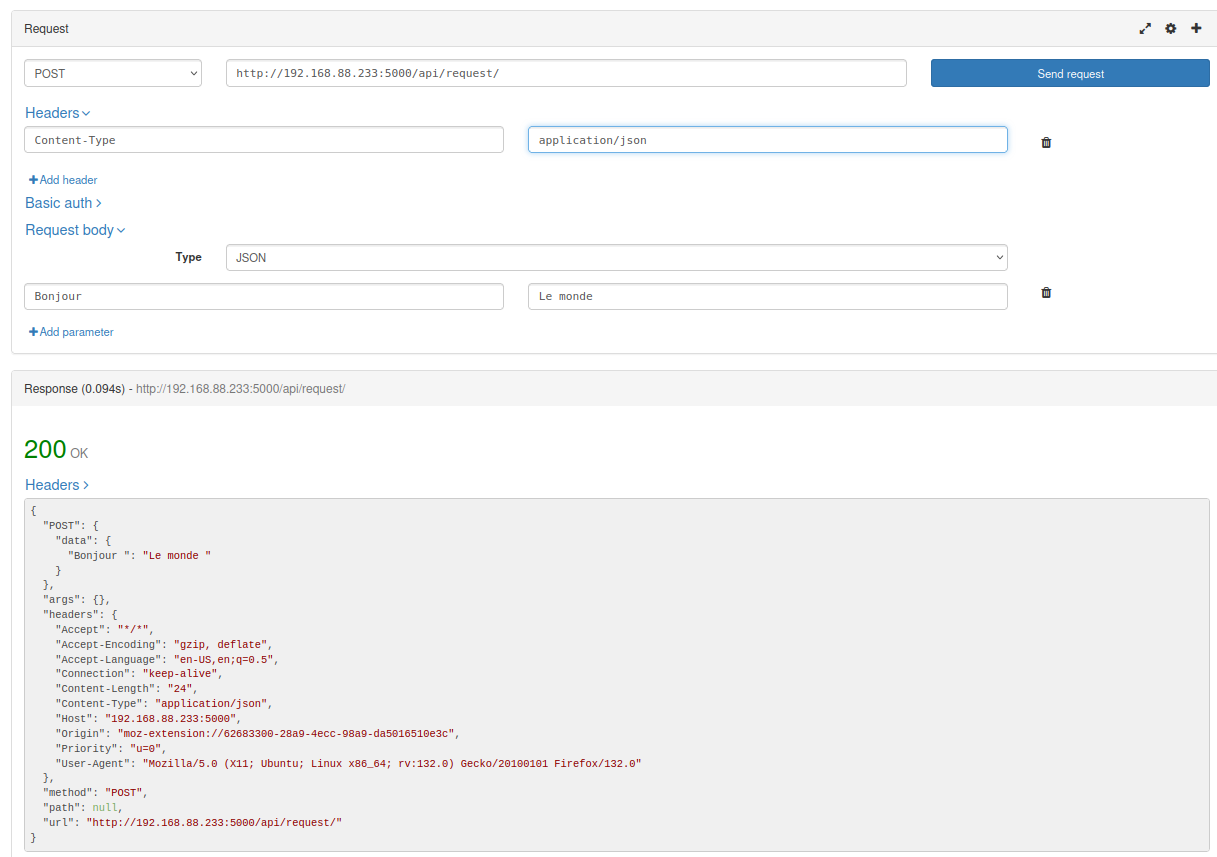 Request
POST http://192.168.88.233:5000/api/request/ Send request
Headers
Content-Type application/json
Add header
Basic auth
Request body
Type JSON
Bonjour Le monde
Add parameter
Response (0.094s) - http://192.168.88.233:5000/api/request/
200 OK
Headers
{
  "POST": {
    "data": {
      "Bonjour ": "Le monde "
    }
  },
  "args": {},
  "headers": {
    "Accept": "*/*",
    "Accept-Encoding": "gzip, deflate",
    "Accept-Language": "en-US,en;q=0.5",
    "Connection": "keep-alive",
    "Content-Length": "24",
    "Content-Type": "application/json",
    "Host": "192.168.88.233:5000",
    "Origin": "moz-extension://62683300-28a9-4ecc-98a9-da5016510e3c",
    "Priority": "u=0",
    "User-Agent": "Mozilla/5.0 (X11; Ubuntu; Linux x86_64; rv:132.0) Gecko/20100101 Firefox/132.0"
  },
  "method": "POST",
  "path": null,
  "url": "http://192.168.88.233:5000/api/request/"
}